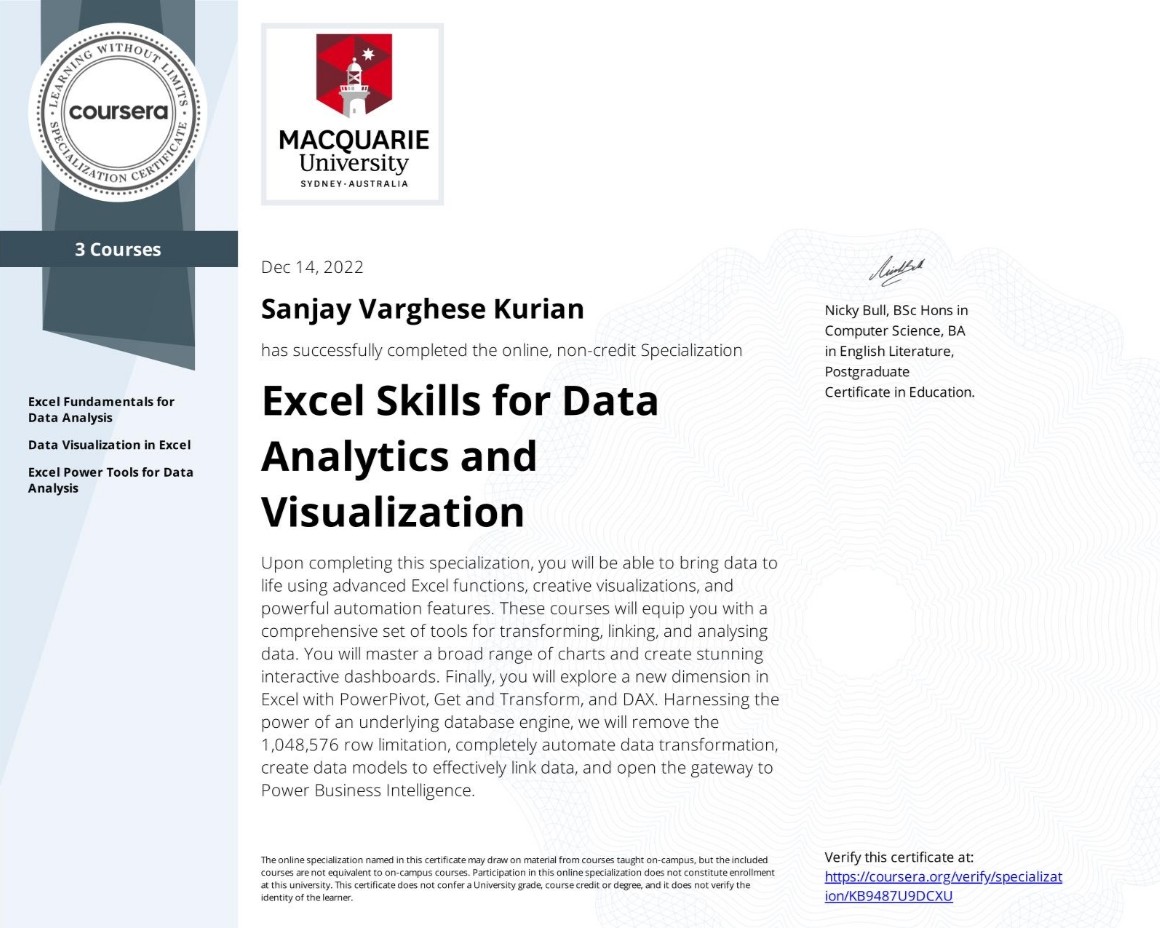 LEARNING WITHOUT LIMITS
coursera
SPECIALIZATION CERTIFICATE
3 Courses
Excel Fundamentals for
Data Analysis
Data Visualization in Excel
Excel Power Tools for Data
Analysis
MACQUARIE
University
SYDNEY·AUSTRALIA
Dec 14, 2022
Sanjay Varghese Kurian
has successfully completed the online, non-credit Specialization
Excel Skills for Data
Analytics and
Visualization
Upon completing this specialization, you will be able to bring data to
life using advanced Excel functions, creative visualizations, and
powerful automation features. These courses will equip you with a
comprehensive set of tools for transforming, linking, and analysing
data. You will master a broad range of charts and create stunning
interactive dashboards. Finally, you will explore a new dimension in
Excel with PowerPivot, Get and Transform, and DAX. Harnessing the
power of an underlying database engine, we will remove the
1,048,576 row limitation, completely automate data transformation,
create data models to effectively link data, and open the gateway to
Power Business Intelligence.
The online specialization named in this certificate may draw on material from courses taught on-campus, but the included
courses are not equivalent to on-campus courses. Participation in this online specialization does not constitute enrollment
at this university. This certificate does not confer a University grade, course credit or degree, and it does not verify the
identity of the learner.
Nicky Bull, BSc Hons in
Computer Science, BA
in English Literature,
Postgraduate
Certificate in Education.
Verify this certificate at:
https://coursera.org/verify/specializat
ion/KB9487U9DCXU